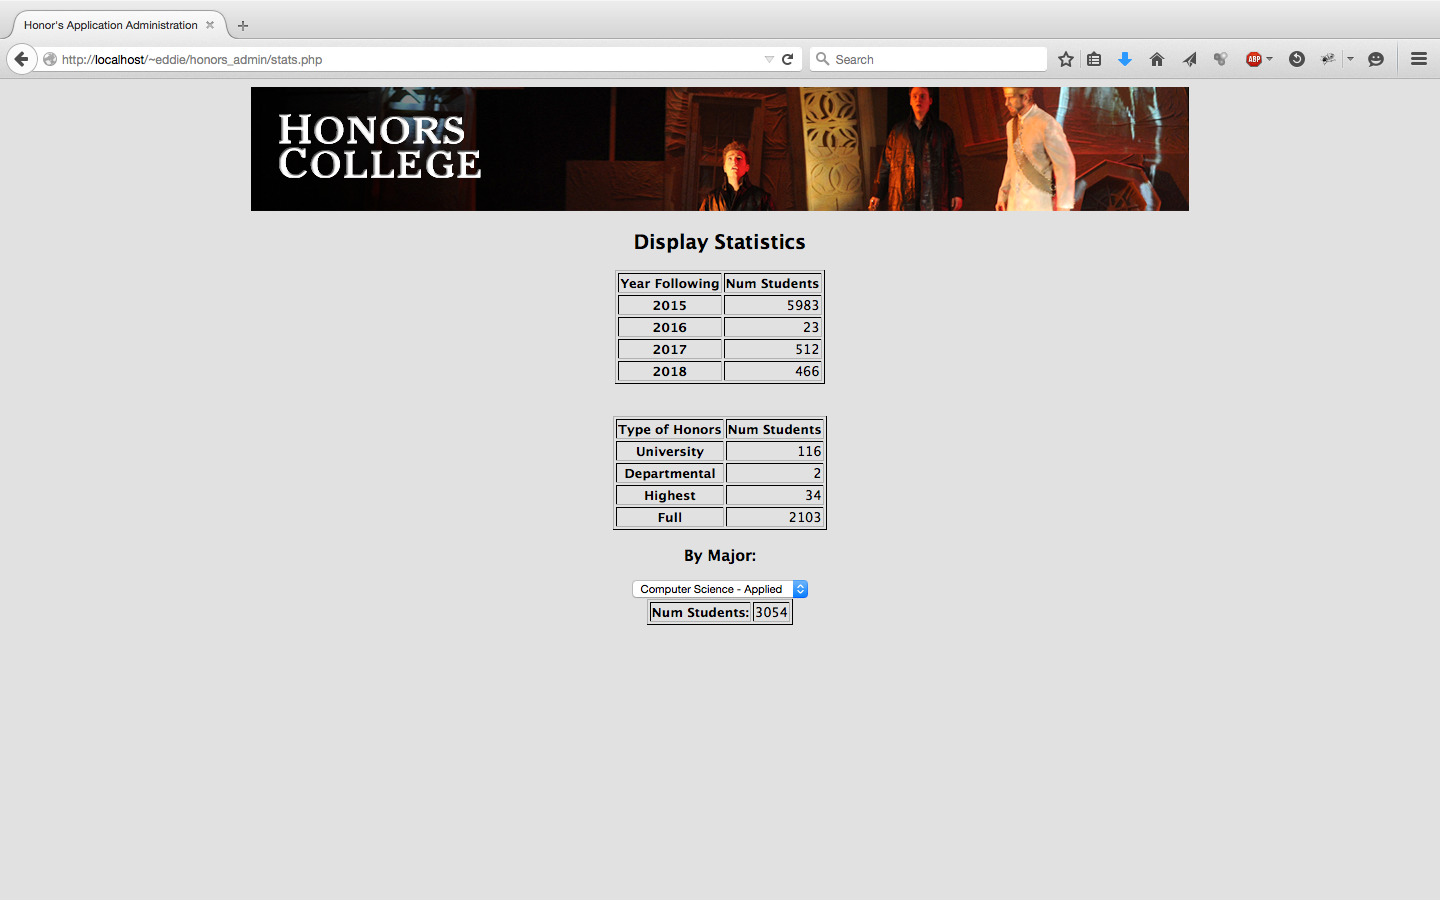 Honor's Application Administration
http://localhost/~eddie/honors_admin/stats.php
Search
ABP
HONORS
COLLEGE
Display Statistics
Year Following Num Students
2015 5983
2016 23
2017 512
2018 466
Type of Honors Num Students
University 116
Departmental 2
Highest 34
Full 2103
By Major:
Computer Science - Applied
Num Students: 3054